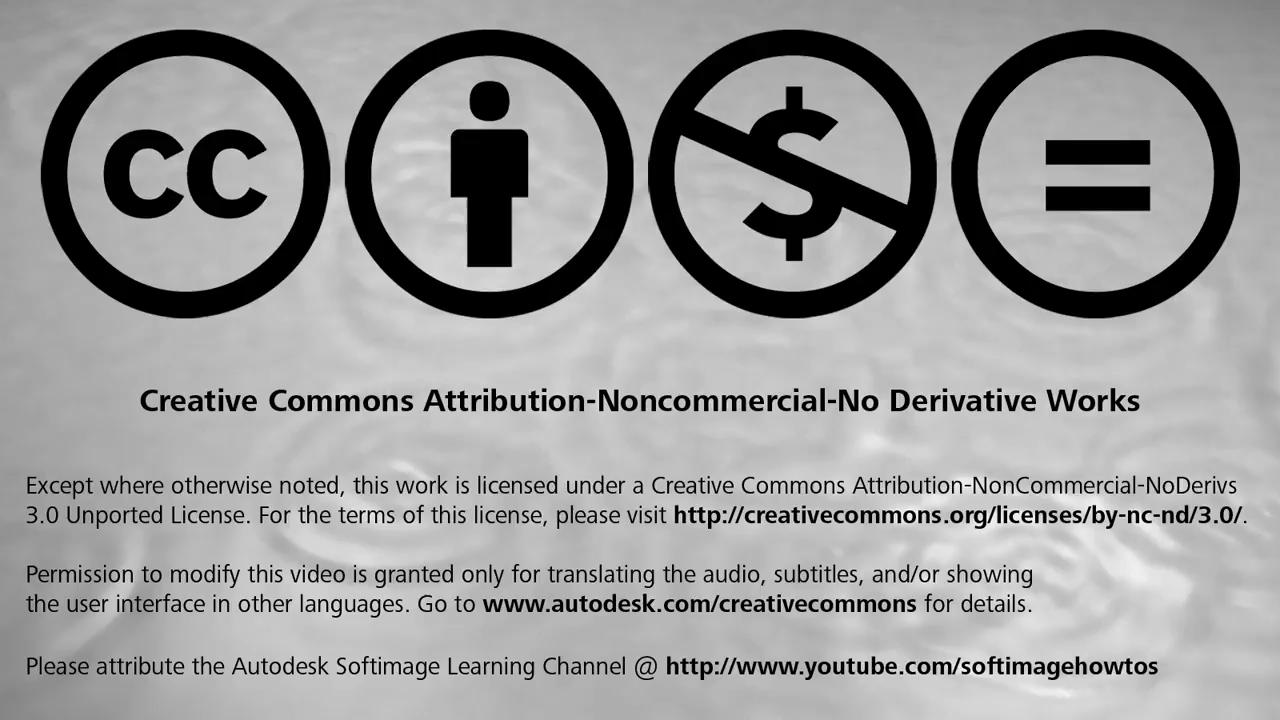 cc $ =
Creative Commons Attribution-Noncommercial-No Derivative Works
Except where otherwise noted, this work is licensed under a Creative Commons Attribution-NonCommercial-NoDerivs
3.0 Unported License. For the terms of this license, please visit http://creativecommons.org/licenses/by-nc-nd/3.0/.
Permission to modify this video is granted only for translating the audio, subtitles, and/or showing
the user interface in other languages. Go to www.autodesk.com/creativecommons for details.
Please attribute the Autodesk Softimage Learning Channel @ http://www.youtube.com/softimagehowtos